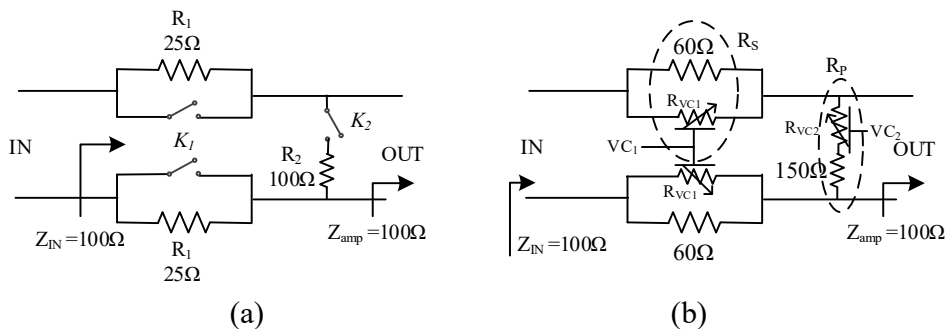 R1
25Ω
K2
IN
K1
R2
100Ω
OUT
ZIN =100Ω
R1
25Ω
Zamp=100Ω
(a)
60Ω
RS
RP
RVC1
RVC2
VC2
IN
VC1
OUT
150Ω
RVC1
ZIN =100Ω
60Ω
Zamp=100Ω
(b)